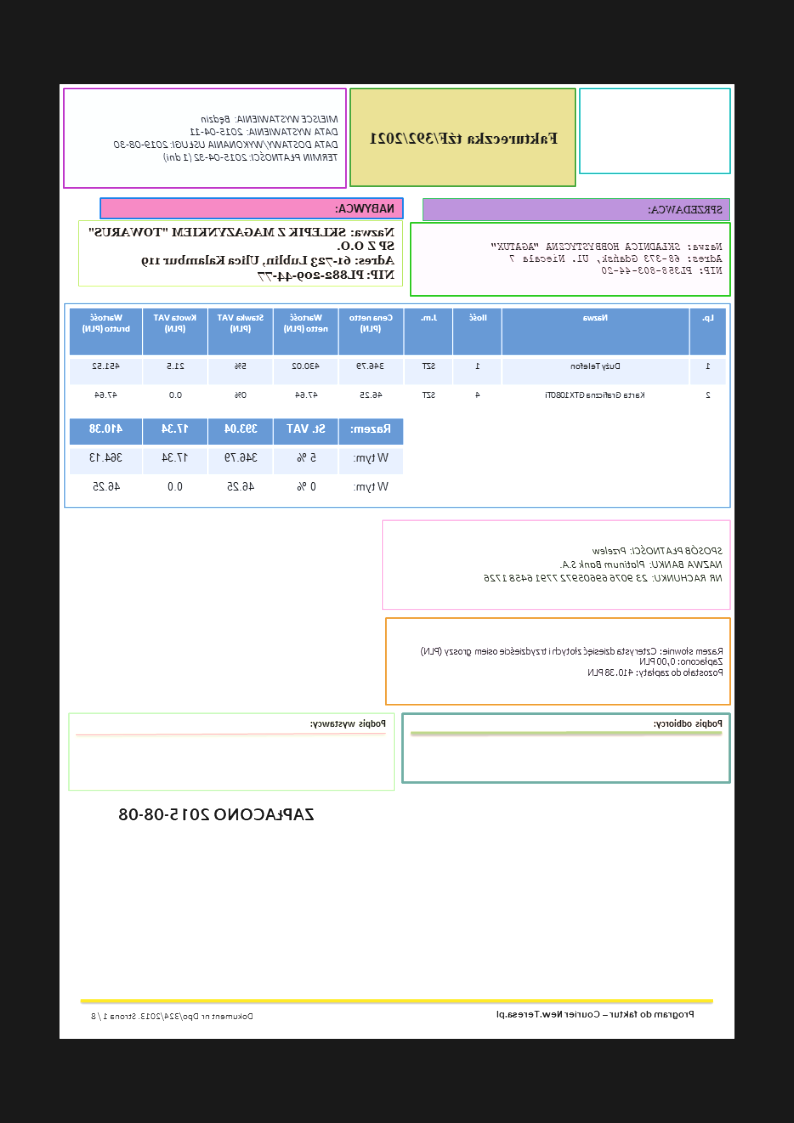 Faktureczka tżF/392/2021
MIEJSCE WYSTAWIENIA: Będzin
DATA WYSTAWIENIA: 2015-04-11
DATA DOSTAWY/WYKONANIA USŁUGI: 2019-08-30
TERMIN PŁATNOŚCI: 2015-04-32 (1 dni)
SPRZEDAWCA:
Nazwa: SKŁADNICA HOBBYSTYCZNA "AGATUX"
Adres: 66-373 Gdańsk, Ul. Niecała 7
NIP: PL358-803-44-20
NABYWCA:
Nazwa: SKLEPIK Z MAGAZYNKIEM "TOWARUS"
SP Z O.O.
Adres: 61-723 Lublin, Ulica Kalambur 119
NIP: PL882-209-44-77
Lp. Nazwa Ilość J.m. Cena netto (PLN) Wartość netto (PLN) Stawka VAT (PLN) Kwota VAT (PLN) Wartość brutto (PLN)
1 Duży Telefon 1 SZT 346.79 430.02 5% 21.5 451.52
2 Karta Graficzna GTX1080Ti 4 SZT 46.25 47.64 0% 0.0 47.64
Razem: St. VAT 393.04 17.34 410.38
W tym: 5 % 346.79 17.34 364.13
W tym: 0 % 46.25 0.0 46.25
SPOSÓB PŁATNOŚCI: Przelew
NAZWA BANKU: Platinum Bank S.A.
NR RACHUNKU: 23 9076 69605972 7791 6458 1726
Razem słownie: Czterysta dziesięć złotych i trzydzieście osiem groszy (PLN)
Zapłacono: 0,00 PLN
Pozostało do zapłaty: 410.38 PLN
Podpis odbiorcy:
Podpis wystawcy:
ZAPŁACONO 2015-08-08
Program do faktur – Courier New.Teresa.pl
Dokument nr Dpo/324/2013. Strona 1 / 8